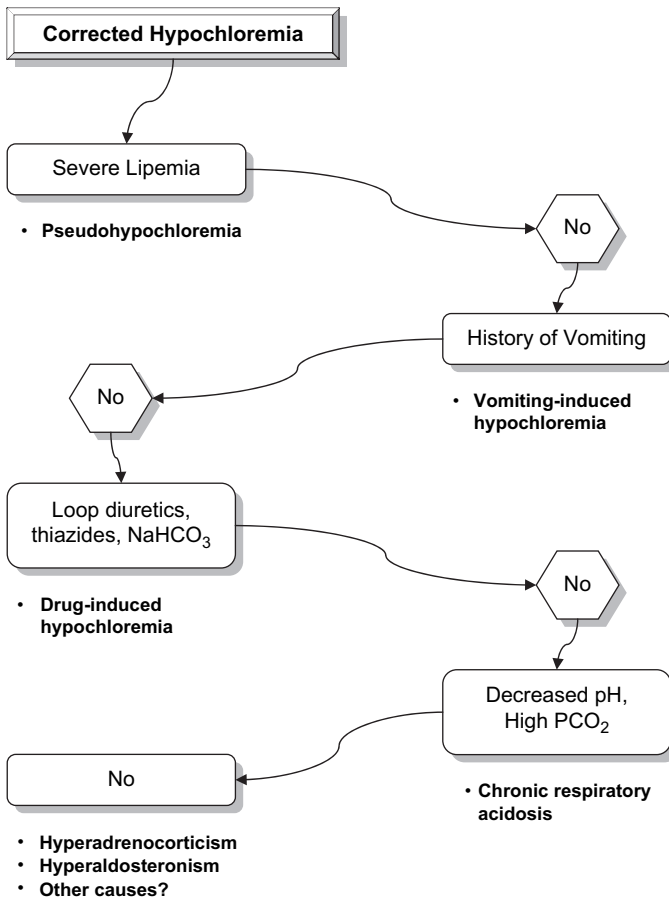 Corrected Hypochloremia
Severe Lipemia
• Pseudohypochloremia
No
History of Vomiting
• Vomiting-induced
hypochloremia
No
Loop diuretics,
thiazides, NaHCO₃
• Drug-induced
hypochloremia
No
Decreased pH,
High PCO₂
• Chronic respiratory
acidosis
No
• Hyperadrenocorticism
• Hyperaldosteronism
• Other causes?